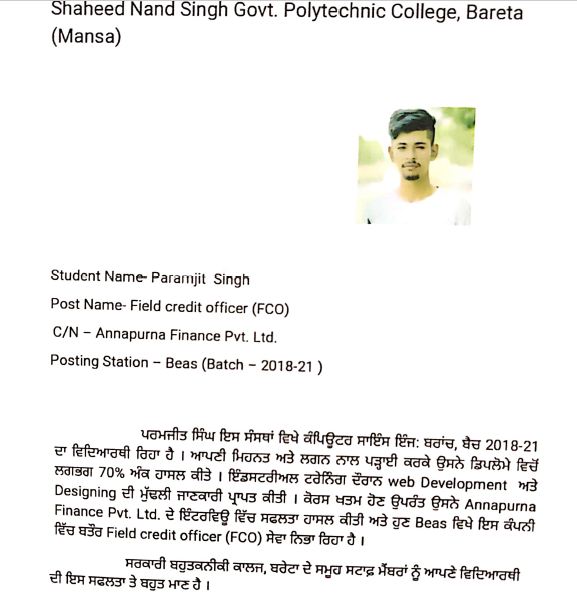 Shaheed Nand Singh Govt. Polytechnic College, Bareta
(Mansa)
Student Name- Paramjit Singh
Post Name- Field credit officer (FCO)
C/N – Annapurna Finance Pvt. Ltd.
Posting Station – Beas (Batch – 2018-21 )
ਪਰਮਜੀਤ ਸਿੰਘ ਇਸ ਸੰਸਥਾਂ ਵਿਖੇ ਕੰਪਿਊਟਰ ਸਾਇੰਸ ਇੰਜ: ਬਰਾਂਚ, ਬੈਚ 2018-21
ਦਾ ਵਿਦਿਆਰਥੀ ਰਿਹਾ ਹੈ । ਆਪਣੀ ਮਿਹਨਤ ਅਤੇ ਲਗਨ ਨਾਲ ਪੜ੍ਹਾਈ ਕਰਕੇ ਉਸਨੇ ਡਿਪਲੋਮੇ ਵਿਚੋਂ
ਲਗਭਗ 70% ਅੰਕ ਹਾਸਲ ਕੀਤੇ । ਇੰਡਸਟਰੀਅਲ ਟਰੇਨਿੰਗ ਦੌਰਾਨ web Development ਅਤੇ
Designing ਦੀ ਮੁੱਢਲੀ ਜਾਣਕਾਰੀ ਪ੍ਰਾਪਤ ਕੀਤੀ । ਕੋਰਸ ਖਤਮ ਹੋਣ ਉਪਰੰਤ ਉਸਨੇ Annapurna
Finance Pvt. Ltd. ਦੇ ਇੰਟਰਵਿਊ ਵਿੱਚ ਸਫਲਤਾ ਹਾਸਲ ਕੀਤੀ ਅਤੇ ਹੁਣ Beas ਵਿਖੇ ਇਸ ਕੰਪਨੀ
ਵਿੱਚ ਬਤੌਰ Field credit officer (FCO) ਸੇਵਾ ਨਿਭਾ ਰਿਹਾ ਹੈ ।
ਸਰਕਾਰੀ ਬਹੁਤਕਨੀਕੀ ਕਾਲਜ, ਬਰੇਟਾ ਦੇ ਸਮੂਹ ਸਟਾਫ਼ ਮੈਂਬਰਾਂ ਨੂੰ ਆਪਣੇ ਵਿਦਿਆਰਥੀ
ਦੀ ਇਸ ਸਫਲਤਾ ਤੇ ਬਹੁਤ ਮਾਣ ਹੈ ।